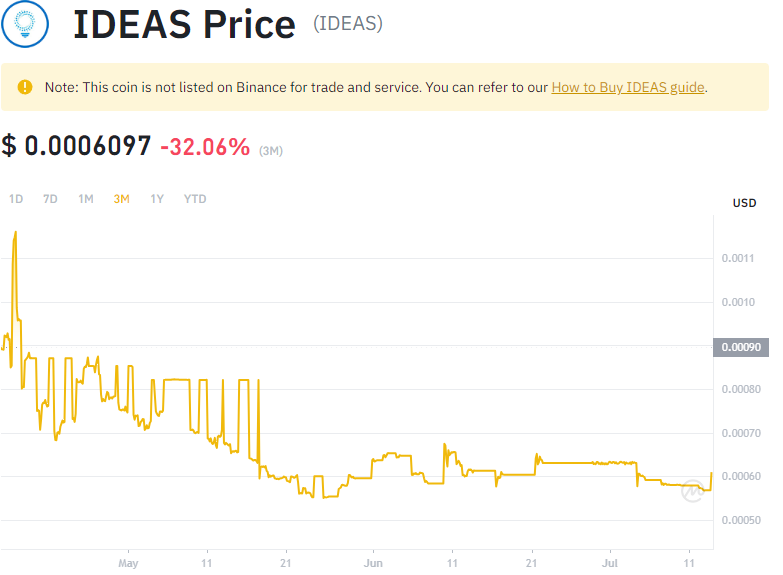 IDEAS Price (IDEAS)
Note: This coin is not listed on Binance for trade and service. You can refer to our How to Buy IDEAS guide.
$ 0.0006097 -32.06% (3M)
1D 7D 1M 3M 1Y YTD
USD
0.0011
0.0010
0.00090
0.00080
0.00070
0.00060
0.00050
May 11 21 Jun 11 21 Jul 11